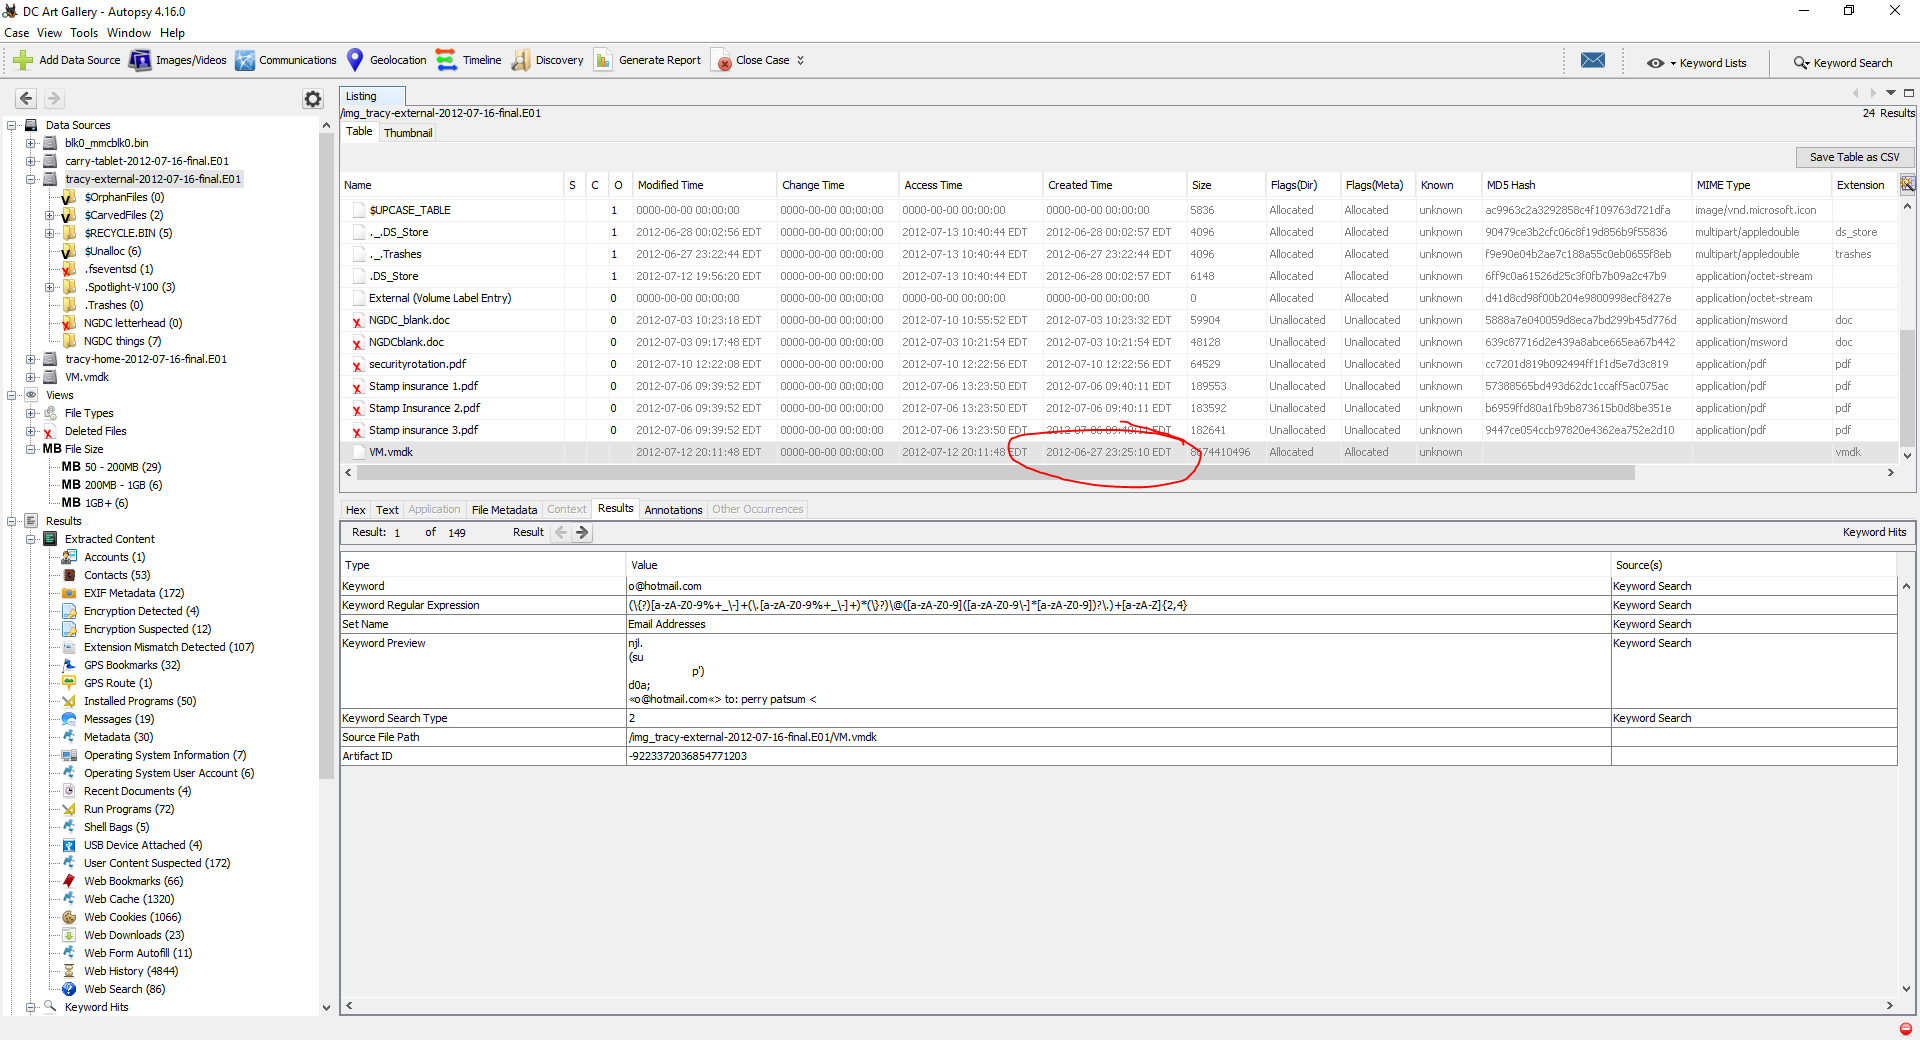 DC Art Gallery - Autopsy 4.16.0
Case View Tools Window Help
Add Data Source Images/Videos Communications Geolocation Timeline Discovery Generate Report Close Case Keyword Lists Keyword Search
Data Sources
blk0_mmcblk0.bin
carry-tablet-2012-07-16-final.E01
tracy-external-2012-07-16-final.E01
$OrphanFiles (0)
$CarvedFiles (2)
$RECYCLE.BIN (5)
$Unalloc (6)
.fseventsd (1)
.Spotlight-V100 (3)
.Trashes (0)
NGDC letterhead (0)
NGDC things (7)
tracy-home-2012-07-16-final.E01
VM.vmdk
Views
File Types
Deleted Files
MB File Size
MB 50 - 200MB (29)
MB 200MB - 1GB (6)
MB 1GB+ (6)
Results
Extracted Content
Accounts (1)
Contacts (53)
EXIF Metadata (172)
Encryption Detected (4)
Encryption Suspected (12)
Extension Mismatch Detected (107)
GPS Bookmarks (32)
GPS Route (1)
Installed Programs (50)
Messages (19)
Metadata (30)
Operating System Information (7)
Operating System User Account (6)
Recent Documents (4)
Run Programs (72)
Shell Bags (5)
USB Device Attached (4)
User Content Suspected (172)
Web Bookmarks (66)
Web Cache (1320)
Web Cookies (1066)
Web Downloads (23)
Web Form Autofill (11)
Web History (4844)
Web Search (86)
Keyword Hits
Listing
/img_tracy-external-2012-07-16-final.E01
24 Results
Table Thumbnail
Save Table as CSV
Name S C O Modified Time Change Time Access Time Created Time Size Flags(Dir) Flags(Meta) Known MD5 Hash MIME Type Extension
$UPCASE_TABLE 1 0000-00-00 00:00:00 0000-00-00 00:00:00 0000-00-00 00:00:00 0000-00-00 00:00:00 5836 Allocated Allocated unknown ac9963c2a3292858c4f109763d721dfa image/vnd.microsoft.icon
._.DS_Store 1 2012-06-28 00:02:56 EDT 0000-00-00 00:00:00 2012-07-13 10:40:44 EDT 2012-06-28 00:02:57 EDT 4096 Allocated Allocated unknown 90479ce3b2cfc06c8f19d856b9f55836 multipart/appledouble ds_store
._.Trashes 1 2012-06-27 23:22:44 EDT 0000-00-00 00:00:00 2012-07-13 10:40:44 EDT 2012-06-27 23:22:44 EDT 4096 Allocated Allocated unknown f9e90e04b2ae7c188a55c0eb0655f8eb multipart/appledouble trashes
.DS_Store 1 2012-07-12 19:56:20 EDT 0000-00-00 00:00:00 2012-07-13 10:40:44 EDT 2012-06-28 00:02:57 EDT 6148 Allocated Allocated unknown 6ff9c0a61526d25c3f0fb7b09a2c47b9 application/octet-stream
External (Volume Label Entry) 0 0000-00-00 00:00:00 0000-00-00 00:00:00 0000-00-00 00:00:00 0000-00-00 00:00:00 0 Allocated Allocated unknown d41d8cd98f00b204e9800998ecf8427e application/octet-stream
NGDC_blank.doc 0 2012-07-03 10:23:18 EDT 0000-00-00 00:00:00 2012-07-10 10:55:52 EDT 2012-07-03 10:23:32 EDT 59904 Unallocated Unallocated unknown 5888a7e040059d8eca7bd299b45d776d application/msword doc
NGDCblank.doc 0 2012-07-03 09:17:48 EDT 0000-00-00 00:00:00 2012-07-03 10:21:54 EDT 2012-07-03 10:21:54 EDT 48128 Unallocated Unallocated unknown 639c87716d2e439a8abce665ea67b442 application/msword doc
securityrotation.pdf 0 2012-07-10 12:22:08 EDT 0000-00-00 00:00:00 2012-07-10 12:22:56 EDT 2012-07-10 12:22:56 EDT 64529 Unallocated Unallocated unknown cc7201d819b092494ff1f1d5e7d3c819 application/pdf pdf
Stamp insurance 1.pdf 0 2012-07-06 09:39:52 EDT 0000-00-00 00:00:00 2012-07-06 13:23:50 EDT 2012-07-06 09:40:11 EDT 189553 Unallocated Unallocated unknown 57388565bd493d62dc1ccaff5ac075ac application/pdf pdf
Stamp Insurance 2.pdf 0 2012-07-06 09:39:52 EDT 0000-00-00 00:00:00 2012-07-06 13:23:50 EDT 2012-07-06 09:40:11 EDT 183592 Unallocated Unallocated unknown b6959ffd80a1fb9b873615b0d8be351e application/pdf pdf
Stamp insurance 3.pdf 0 2012-07-06 09:39:52 EDT 0000-00-00 00:00:00 2012-07-06 13:23:50 EDT 2012-07-06 09:40:11 EDT 182641 Unallocated Unallocated unknown 9447ce054ccb97820e4362ea752e2d10 application/pdf pdf
VM.vmdk 2012-07-12 20:11:48 EDT 0000-00-00 00:00:00 2012-07-12 20:11:48 EDT 2012-06-27 23:25:10 EDT 8674410496 Allocated Allocated unknown vmdk
Hex Text Application File Metadata Context Results Annotations Other Occurrences
Result: 1 of 149 Result Keyword Hits
Type Value Source(s)
Keyword o@hotmail.com Keyword Search
Keyword Regular Expression (\{?)[a-zA-Z0-9%+_\-]+(\.[a-zA-Z0-9%+_\-]+)*(\}?)\@([a-zA-Z0-9]([a-zA-Z0-9\-]*[a-zA-Z0-9])?\.)+[a-zA-Z]{2,4} Keyword Search
Set Name Email Addresses Keyword Search
Keyword Preview njl. Keyword Search
(su
p')
d0a;
«o@hotmail.com«> to: perry patsum <
Keyword Search Type 2 Keyword Search
Source File Path /img_tracy-external-2012-07-16-final.E01/VM.vmdk
Artifact ID -9223372036854771203